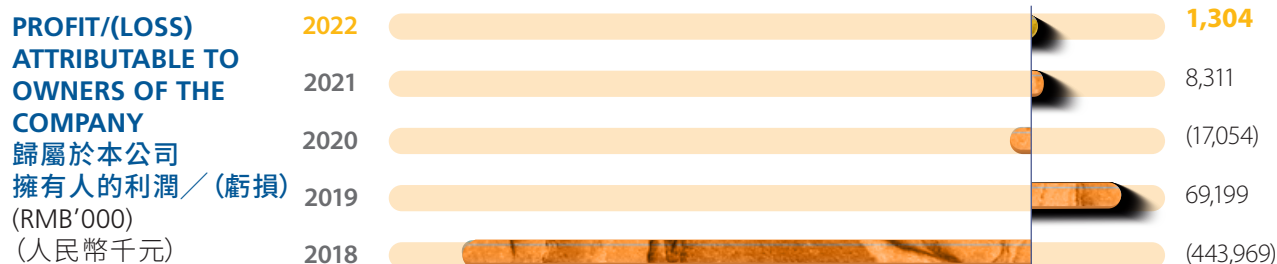 PROFIT/(LOSS)
ATTRIBUTABLE TO
OWNERS OF THE
COMPANY
歸屬於本公司
擁有人的利潤╱(虧損)
(RMB’000)
(人民幣千元)
2022 1,304
2021 8,311
2020 (17,054)
2019 69,199
2018 (443,969)